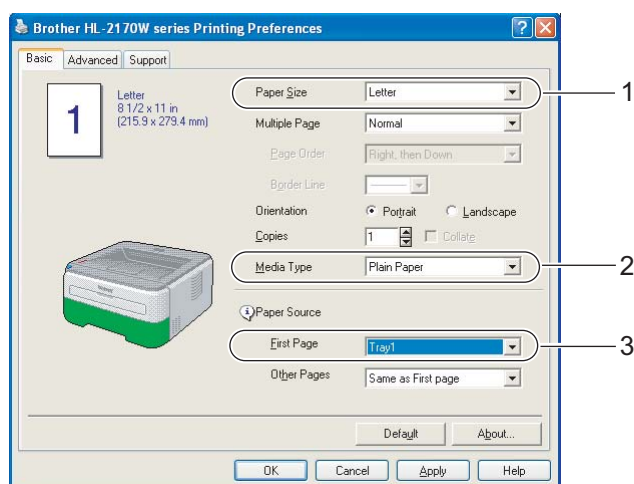 Brother HL-2170W series Printing Preferences
Basic Advanced Support
1
Letter
8 1/2 x 11 in
(215.9 x 279.4 mm)
Paper Size Letter 1
Multiple Page Normal
Page Order Right, then Down
Border Line
Orientation Portrait Landscape
Copies 1 Collate
Media Type Plain Paper 2
Paper Source
First Page Tray1 3
Other Pages Same as First page
Default About...
OK Cancel Apply Help